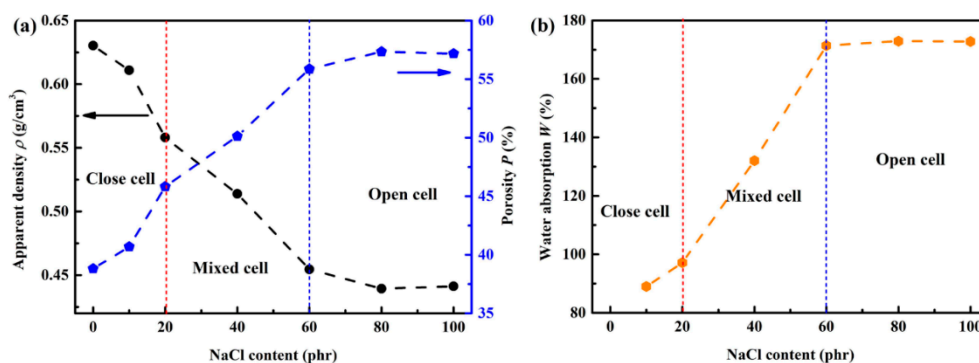 (a)
0.65
0.60
0.55
0.50
0.45
Apparent density ρ (g/cm³)
60
55
50
45
40
35
Porosity P (%)
Close cell
Mixed cell
Open cell
0 20 40 60 80 100
NaCl content (phr)
(b)
180
160
140
120
100
80
Water absorption W (%)
Close cell
Mixed cell
Open cell
0 20 40 60 80 100
NaCl content (phr)